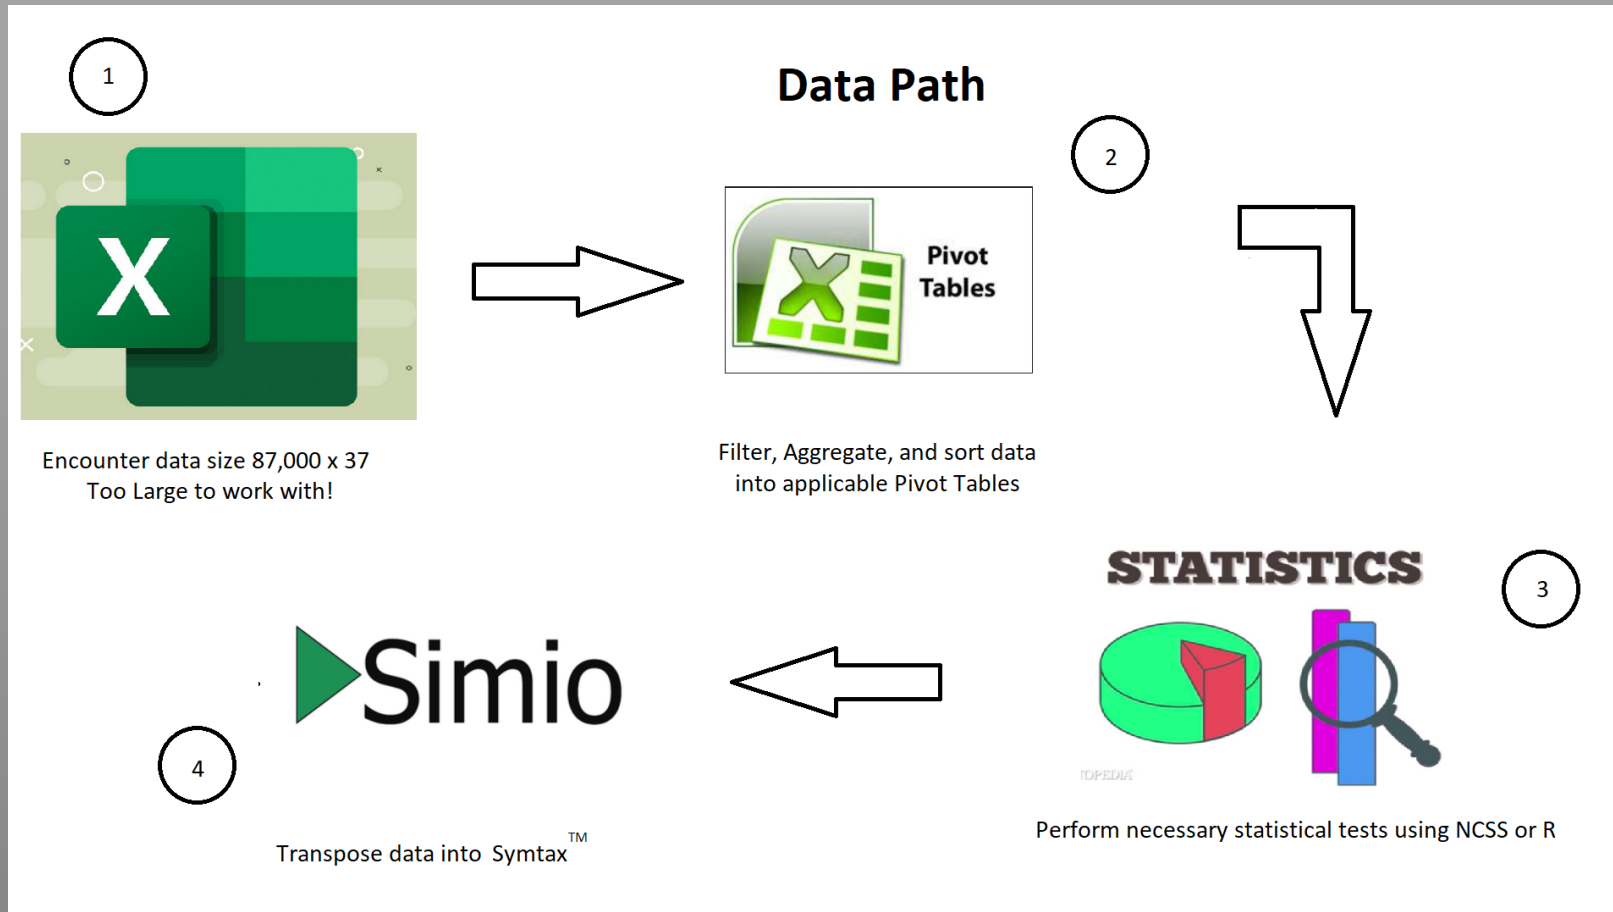 Data Path
1
X
Encounter data size 87,000 x 37
Too Large to work with!
2
Pivot
Tables
Filter, Aggregate, and sort data
into applicable Pivot Tables
3
STATISTICS
TOPEDIA
Perform necessary statistical tests using NCSS or R
Simio
4
Transpose data into Symtax™